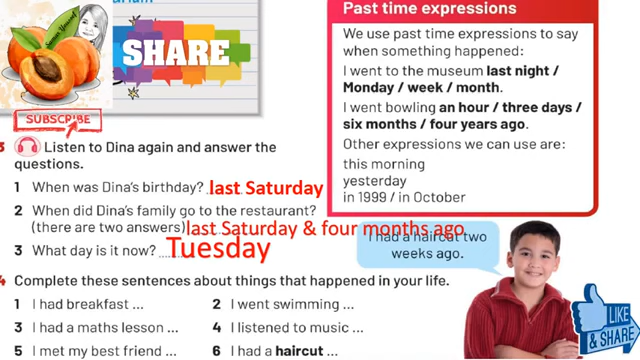 Past time expressions
We use past time expressions to say
when something happened:
I went to the museum last night /
Monday / week / month.
I went bowling an hour / three days /
six months / four years ago.
Other expressions we can use are:
this morning
yesterday
in 1999 / in October
SHARE
SUBSCRIBE
3 Listen to Dina again and answer the
questions.
1 When was Dina's birthday? last Saturday
2 When did Dina's family go to the restaurant?
(there are two answers) last Saturday & four months ago
3 What day is it now? Tuesday
I had a haircut two
weeks ago.
4 Complete these sentences about things that happened in your life.
1 I had breakfast ...
2 I went swimming ...
3 I had a maths lesson ...
4 I listened to music ...
5 I met my best friend ...
6 I had a haircut ...
LIKE
& SHARE